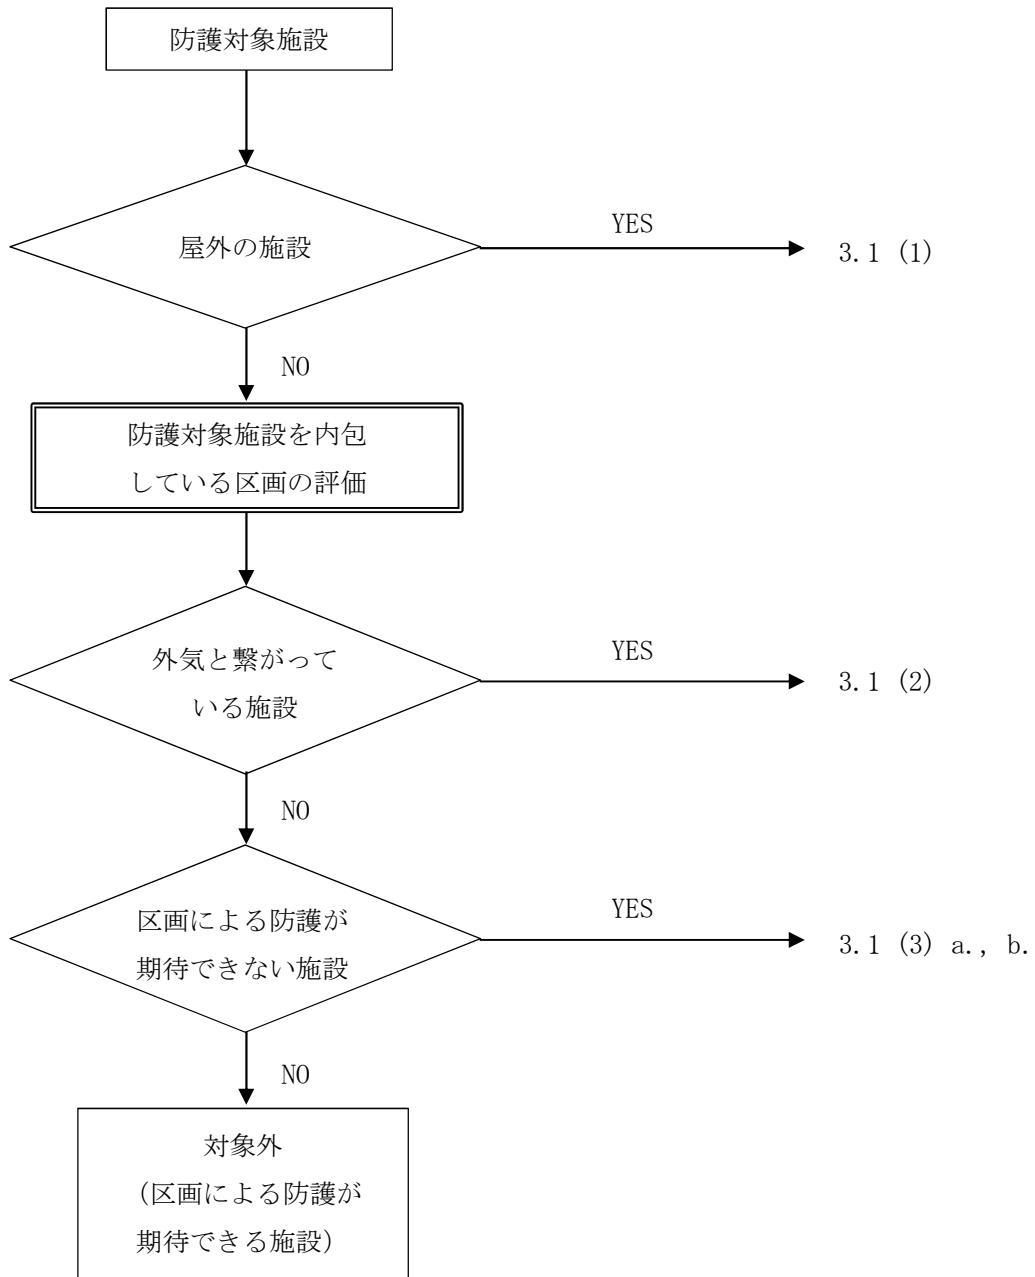 防護対象施設
屋外の施設
YES
3.1 (1)
NO
防護対象施設を内包
している区画の評価
外気と繋がって
いる施設
YES
3.1 (2)
NO
区画による防護が
期待できない施設
YES
3.1 (3) a., b.
NO
対象外
（区画による防護が
期待できる施設）